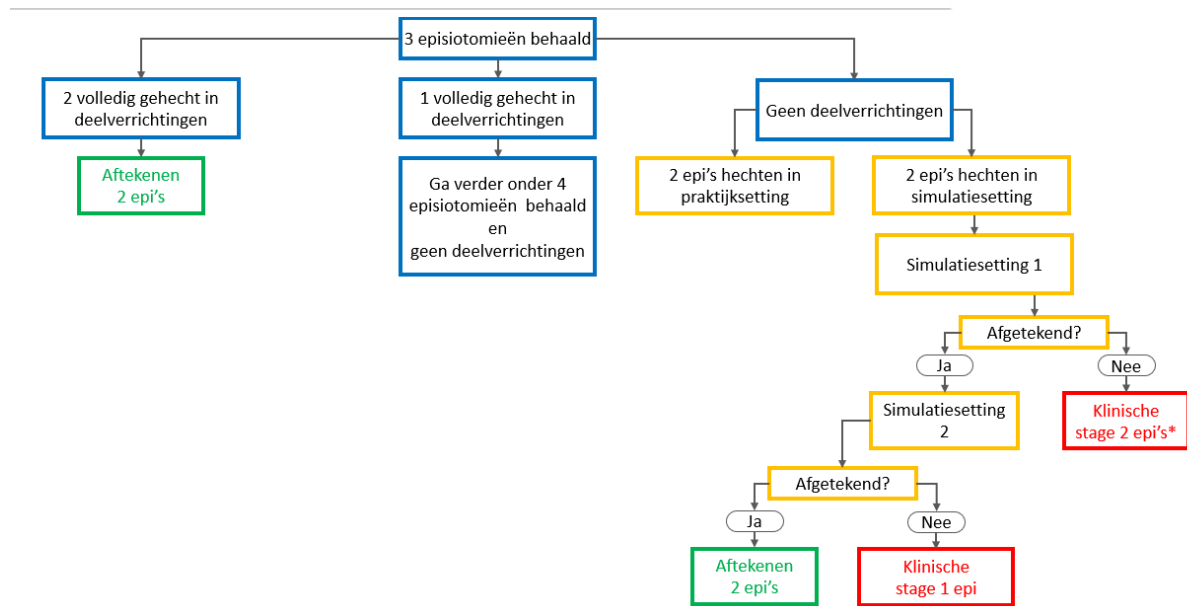 3 episiotomieën behaald
2 volledig gehecht in
deelverrichtingen
1 volledig gehecht in
deelverrichtingen
Geen deelverrichtingen
Aftekenen
2 epi's
Ga verder onder 4
episiotomieën behaald
en
geen deelverrichtingen
2 epi's hechten in
praktijksetting
2 epi's hechten in
simulatiesetting
Simulatiesetting 1
Afgetekend?
Ja
Nee
Simulatiesetting
2
Klinische
stage 2 epi's*
Afgetekend?
Ja
Nee
Aftekenen
2 epi's
Klinische
stage 1 epi